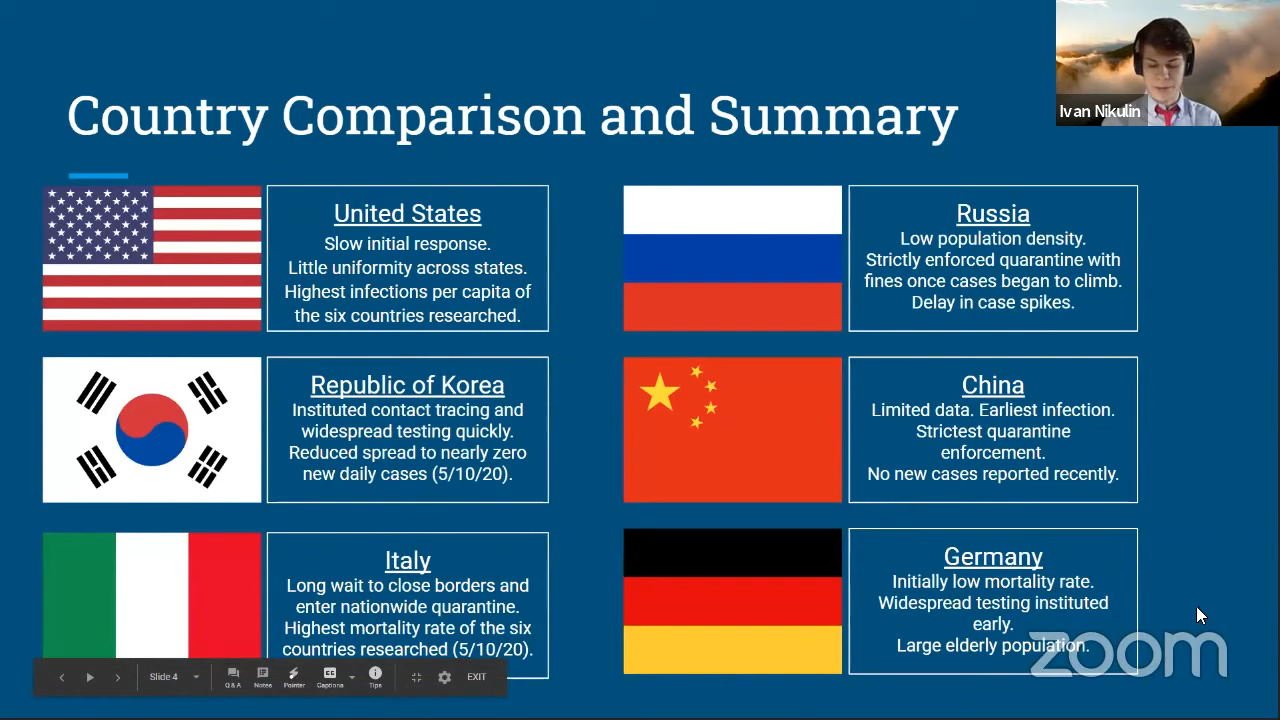 Country Comparison and Summary
Ivan Nikulin
United States
Slow initial response.
Little uniformity across states.
Highest infections per capita of
the six countries researched.
Russia
Low population density.
Strictly enforced quarantine with
fines once cases began to climb.
Delay in case spikes.
Republic of Korea
Instituted contact tracing and
widespread testing quickly.
Reduced spread to nearly zero
new daily cases (5/10/20).
China
Limited data. Earliest infection.
Strictest quarantine
enforcement.
No new cases reported recently.
Italy
Long wait to close borders and
enter nationwide quarantine.
Highest mortality rate of the six
countries researched (5/10/20).
Germany
Initially low mortality rate.
Widespread testing instituted
early.
Large elderly population.
zoom
Slide 4
Q & A
Notes
Pointer
Captions
Tips
EXIT